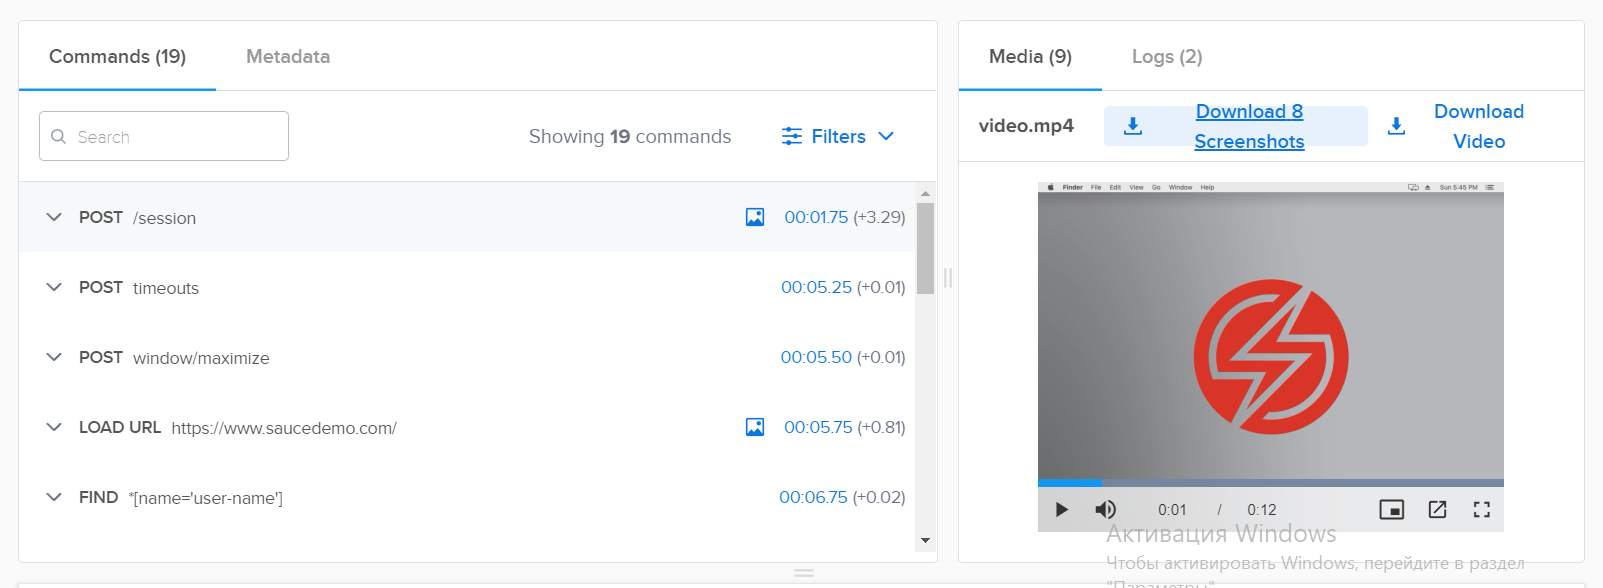 Commands (19) Metadata
Search
Showing 19 commands Filters
POST /session 00:01.75 (+3.29)
POST timeouts 00:05.25 (+0.01)
POST window/maximize 00:05.50 (+0.01)
LOAD URL https://www.saucedemo.com/ 00:05.75 (+0.81)
FIND *[name='user-name'] 00:06.75 (+0.02)
Media (9) Logs (2)
video.mp4
Download 8
Screenshots
Download
Video
Finder File Edit View Go Window Help Sun 5:45 PM
0:01 / 0:12
Активация Windows
Чтобы активировать Windows, перейдите в раздел
"Параметры"